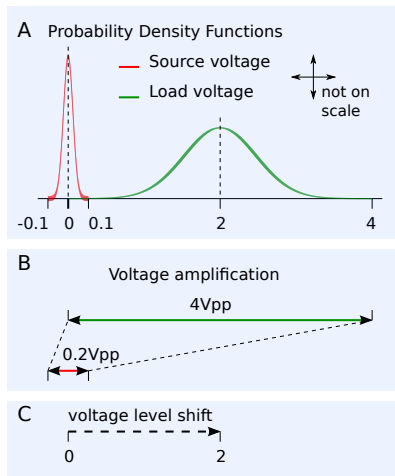 A Probability Density Functions
Source voltage
Load voltage
not on
scale
-0.1 0 0.1 2 4
B
Voltage amplification
4Vpp
0.2Vpp
C voltage level shift
0 2